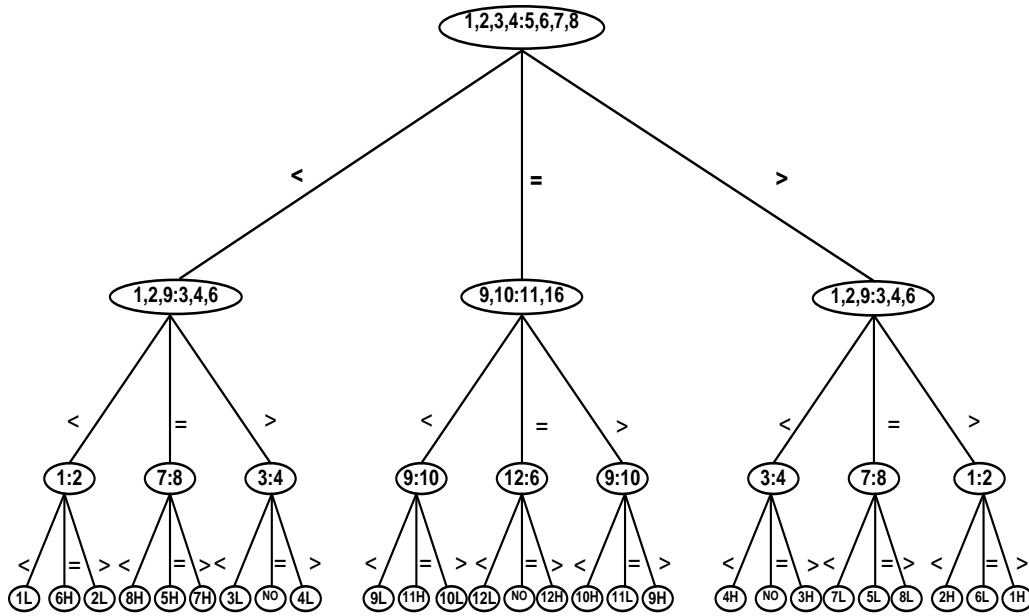 1,2,3,4:5,6,7,8
< = >
1,2,9:3,4,6 9,10:11,16 1,2,9:3,4,6
< = > < = > < = >
1:2 7:8 3:4 9:10 12:6 9:10 3:4 7:8 1:2
< = > < = > < = > < = > < = > < = > < = > < = > < = >
1L 6H 2L 8H 5H 7H 3L NO 4L 9L 11H 10L 12L NO 12H 10H 11L 9H 4H NO 3H 7L 5L 8L 2H 6L 1H